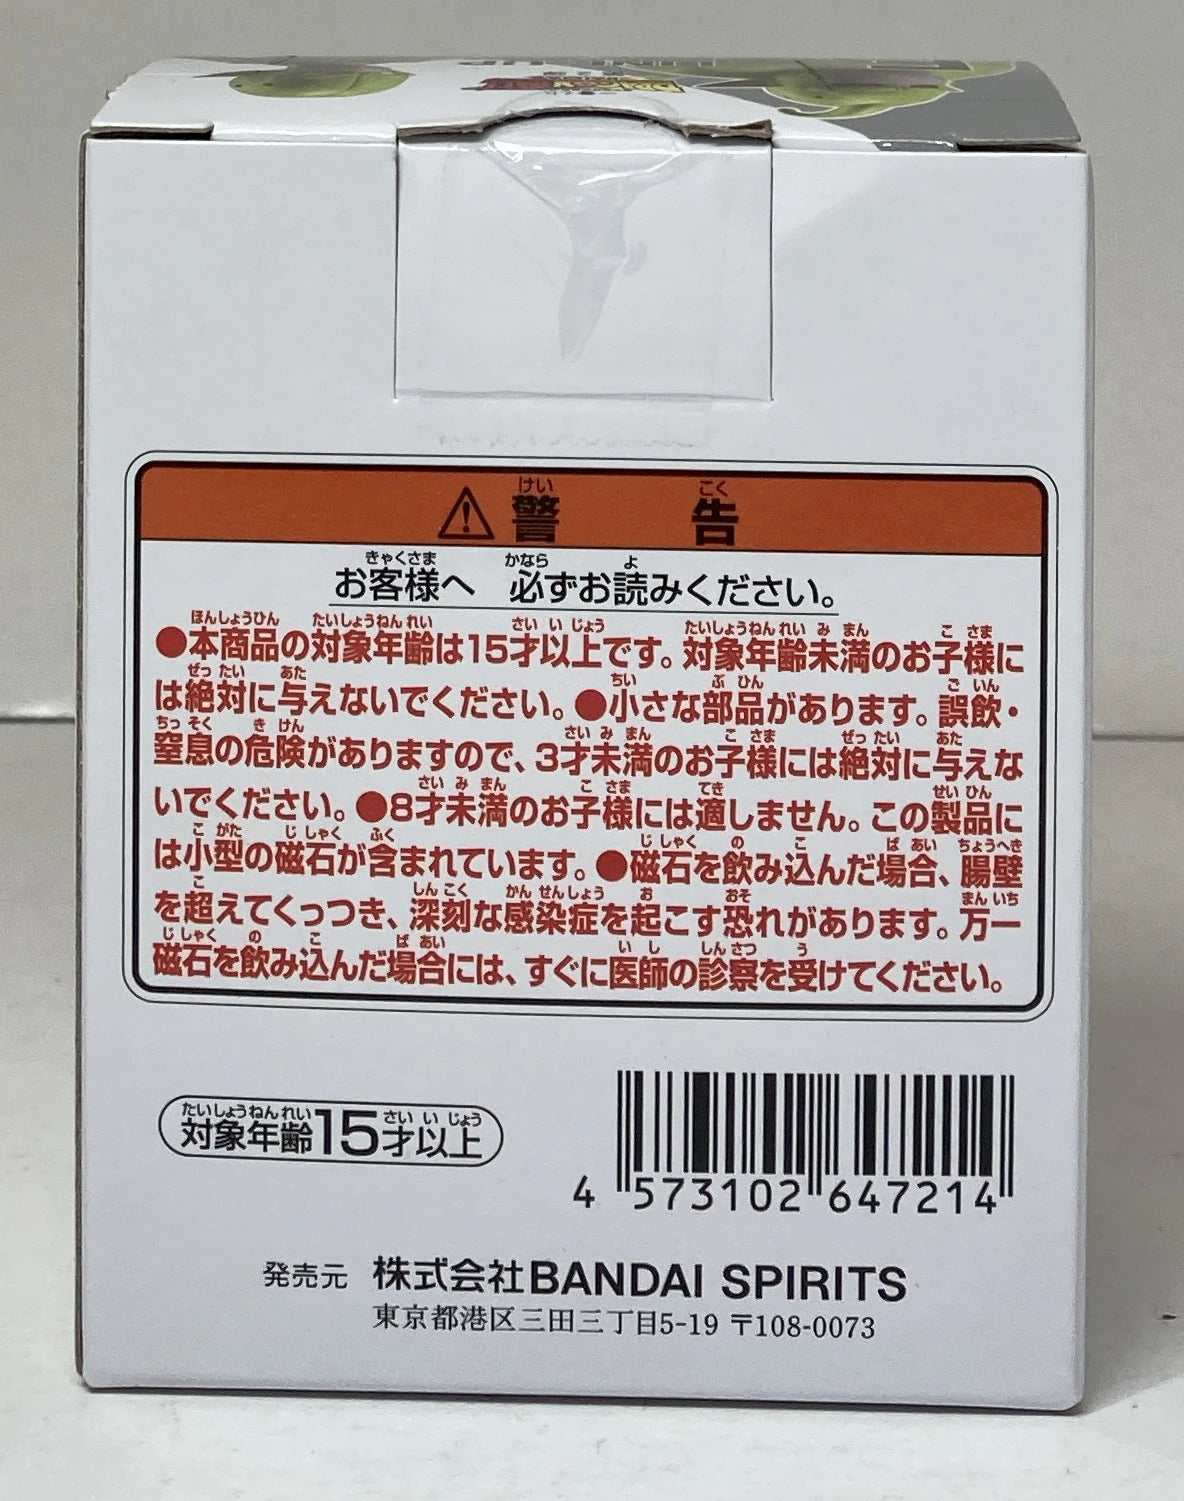 警告
お客様へ 必ずお読みください。
●本商品の対象年齢は15才以上です。対象年齢未満のお子様に
は絶対に与えないでください。●小さな部品があります。誤飲・
窒息の危険がありますので、3才未満のお子様には絶対に与えな
いでください。●8才未満のお子様には適しません。この製品に
は小型の磁石が含まれています。●磁石を飲み込んだ場合、腸壁
を超えてくっつき、深刻な感染症を起こす恐れがあります。万一
磁石を飲み込んだ場合には、すぐに医師の診察を受けてください。
対象年齢15才以上
4 573102 647214
発売元 株式会社BANDAI SPIRITS
東京都港区三田三丁目5-19 〒108-0073